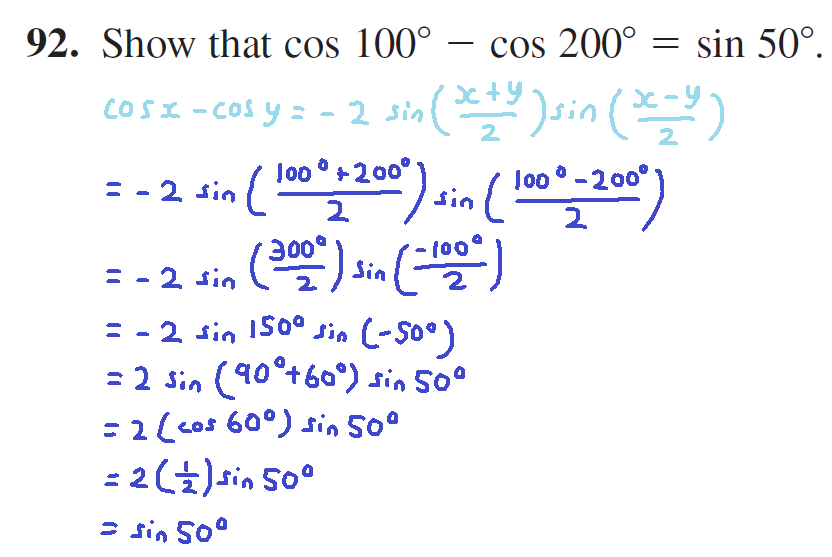 92. Show that cos 100° − cos 200° = sin 50°.
cos x - cos y = - 2 sin ( x+y / 2 ) sin ( x-y / 2 )
= - 2 sin ( 100° + 200° / 2 ) sin ( 100° - 200° / 2 )
= - 2 sin ( 300° / 2 ) sin ( -100° / 2 )
= - 2 sin 150° sin (-50°)
= 2 sin (90°+60°) sin 50°
= 2 (cos 60°) sin 50°
= 2 (1/2) sin 50°
= sin 50°